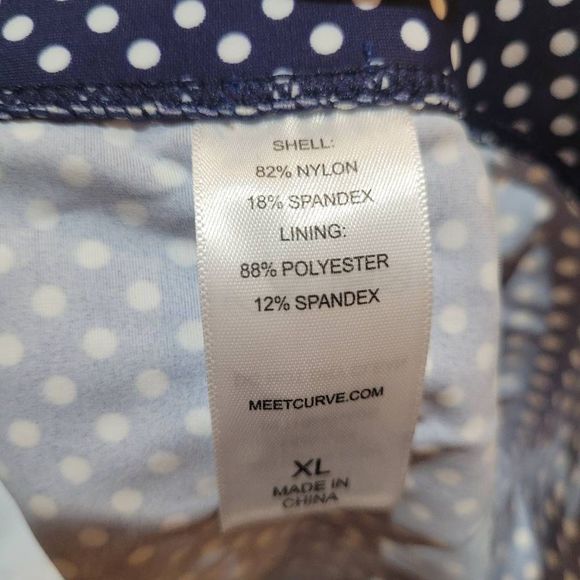 SHELL:
82% NYLON
18% SPANDEX
LINING:
88% POLYESTER
12% SPANDEX
MEETCURVE.COM
XL
MADE IN
CHINA